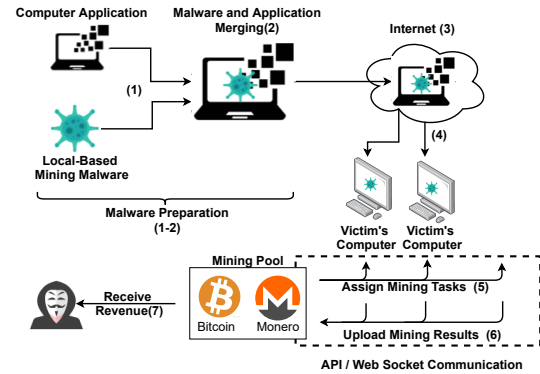 Computer Application
Malware and Application
Merging(2)
Internet (3)
(1)
(4)
Local-Based
Mining Malware
Malware Preparation
(1-2)
Victim's
Computer
Victim's
Computer
Mining Pool
Bitcoin
Monero
Receive
Revenue(7)
Assign Mining Tasks (5)
Upload Mining Results (6)
API / Web Socket Communication